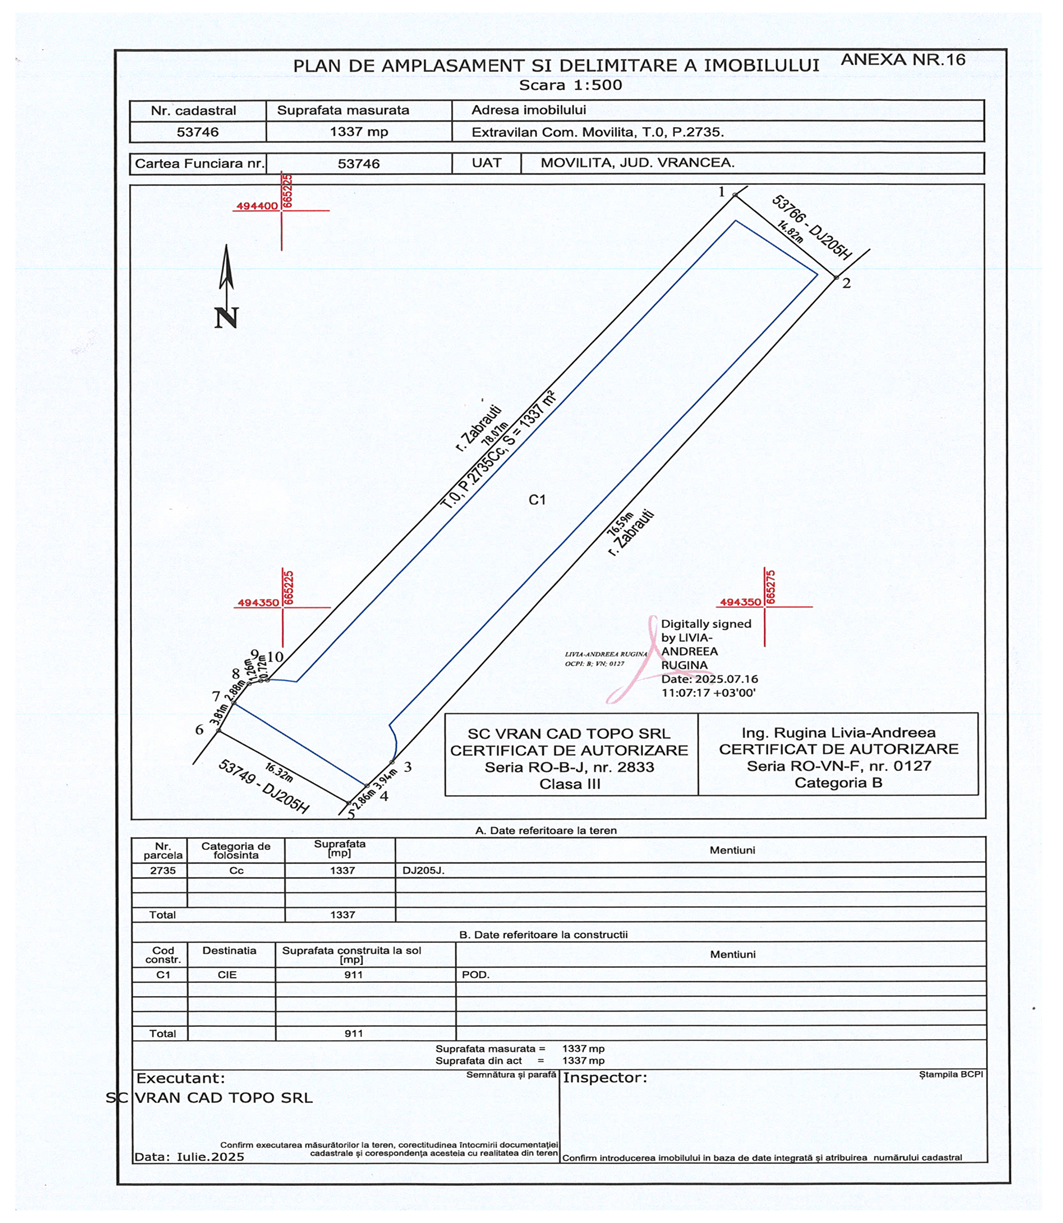 PLAN DE AMPLASAMENT SI DELIMITARE A IMOBILULUI
ANEXA NR.16
Scara 1:500
Nr. cadastral
Suprafata masurata
Adresa imobilului
53746
1337 mp
Extravilan Com. Movilita, T.0, P.2735.
Cartea Funciara nr.
53746
UAT
MOVILITA, JUD. VRANCEA.
494400
665225
1
53766 - DJ205H
14.82m
2
N
r. Zabrauti
78.07m
T.0, P.2735Cc, S = 1337 m²
C1
76.59m
r. Zabrauti
494350
665225
494350
665275
9
10
0.72m
1.26m
8
2.88m
7
3.81m
6
16.32m
53749 - DJ205H
3
3.94m
4
2.86m
5
LIVIA-ANDREEA RUGINA
OCPI: B; VN; 0127
Digitally signed
by LIVIA-
ANDREEA
RUGINA
Date: 2025.07.16
11:07:17 +03'00'
SC VRAN CAD TOPO SRL
CERTIFICAT DE AUTORIZARE
Seria RO-B-J, nr. 2833
Clasa III
Ing. Rugina Livia-Andreea
CERTIFICAT DE AUTORIZARE
Seria RO-VN-F, nr. 0127
Categoria B
A. Date referitoare la teren
Nr. parcela
Categoria de folosinta
Suprafata [mp]
Mentiuni
2735
Cc
1337
DJ205J.
Total
1337
B. Date referitoare la constructii
Cod constr.
Destinatia
Suprafata construita la sol [mp]
Mentiuni
C1
CIE
911
POD.
Total
911
Suprafata masurata = 1337 mp
Suprafata din act = 1337 mp
Executant:
Semnătura și parafă
Inspector:
Ștampila BCPI
SC VRAN CAD TOPO SRL
Confirm executarea măsurătorilor la teren, corectitudinea întocmirii documentației
cadastrale și corespondența acesteia cu realitatea din teren
Data: Iulie.2025
Confirm introducerea imobilului in baza de date integrată și atribuirea numărului cadastral